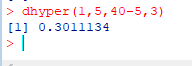 > dhyper(1,5,40-5,3)
[1] 0.3011134
>